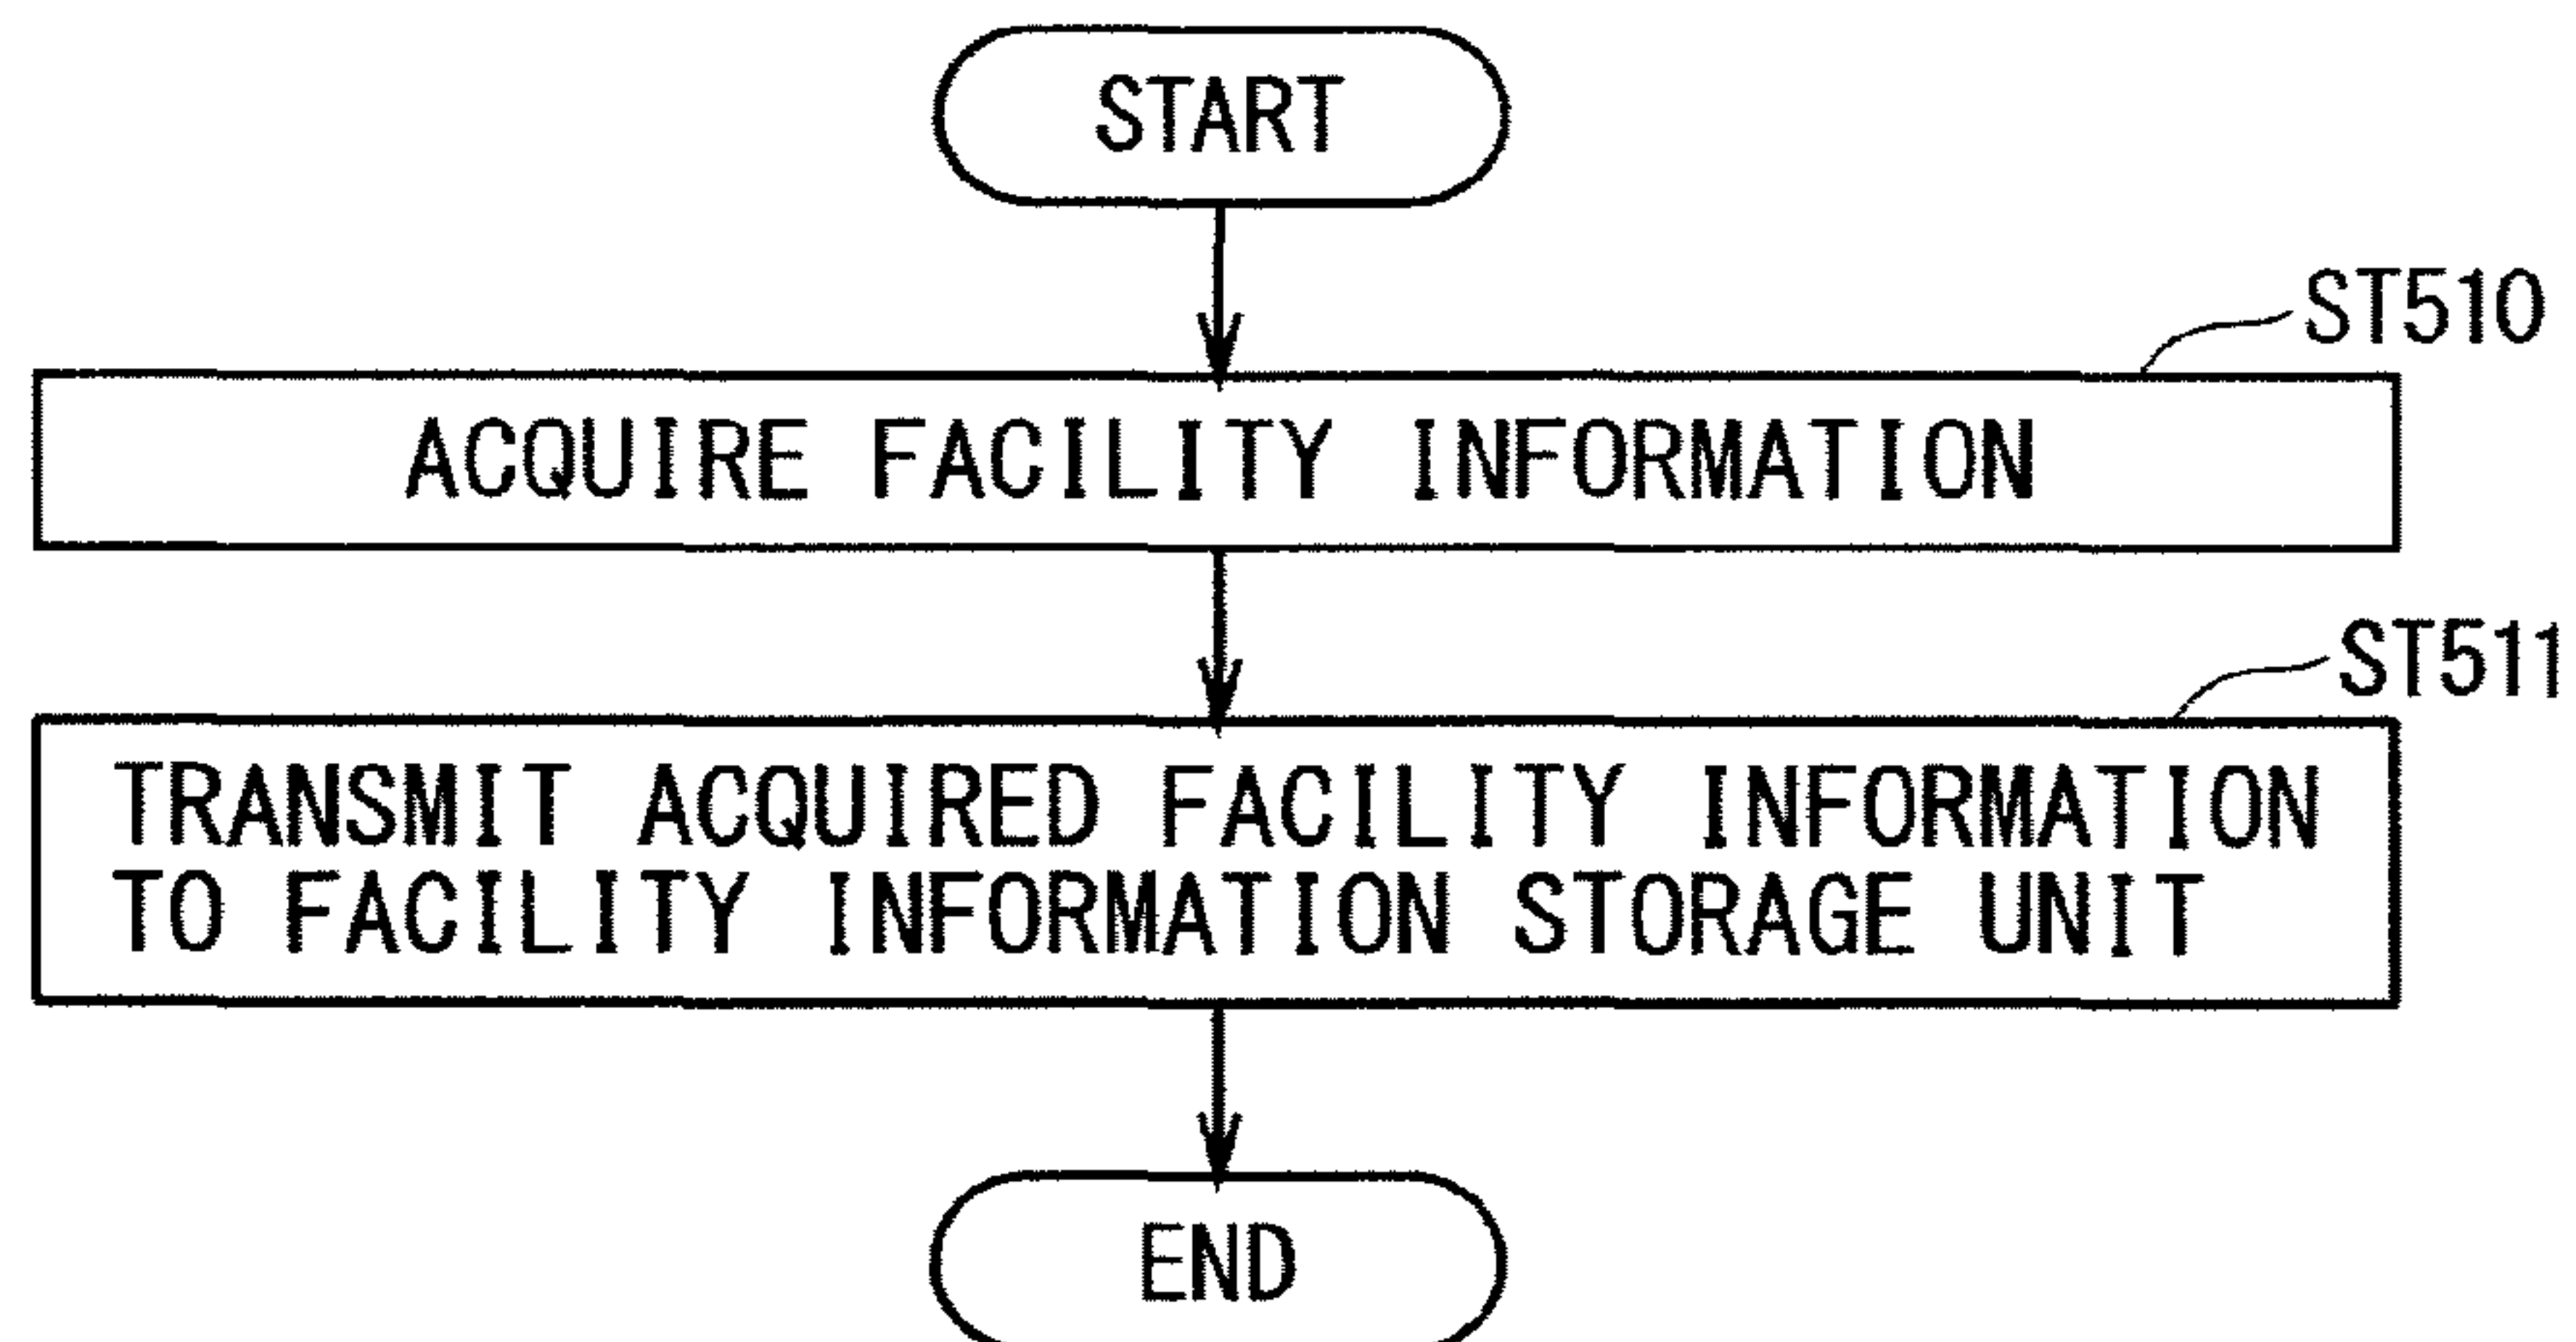 START
ST510
ACQUIRE FACILITY INFORMATION
ST511
TRANSMIT ACQUIRED FACILITY INFORMATION
TO FACILITY INFORMATION STORAGE UNIT
END